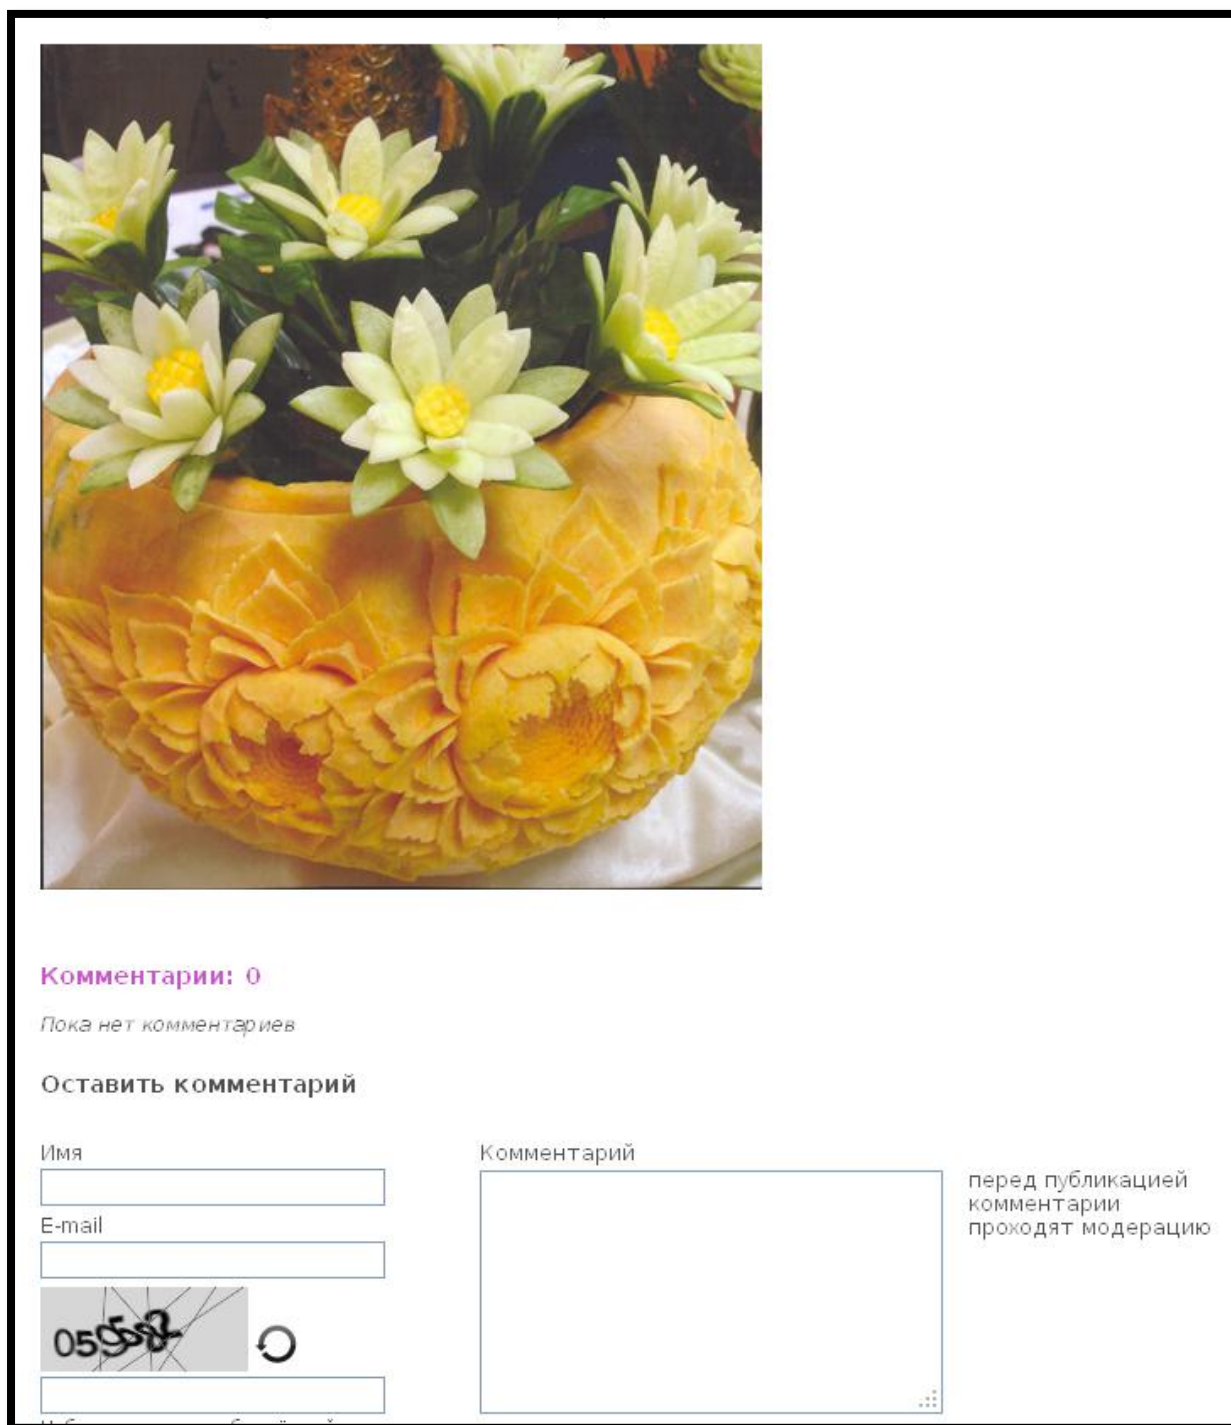 Комментарии: 0
Пока нет комментариев
Оставить комментарий
Имя
E-mail
Комментарий
перед публикацией
комментарии
проходят модерацию